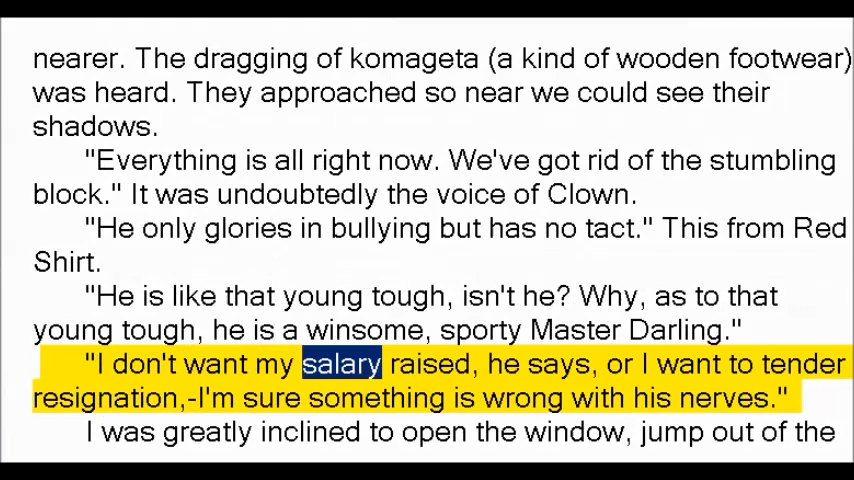 nearer. The dragging of komageta (a kind of wooden footwear)
was heard. They approached so near we could see their
shadows.
"Everything is all right now. We've got rid of the stumbling
block." It was undoubtedly the voice of Clown.
"He only glories in bullying but has no tact." This from Red
Shirt.
"He is like that young tough, isn't he? Why, as to that
young tough, he is a winsome, sporty Master Darling."
"I don't want my salary raised, he says, or I want to tender
resignation,-I'm sure something is wrong with his nerves."
I was greatly inclined to open the window, jump out of the